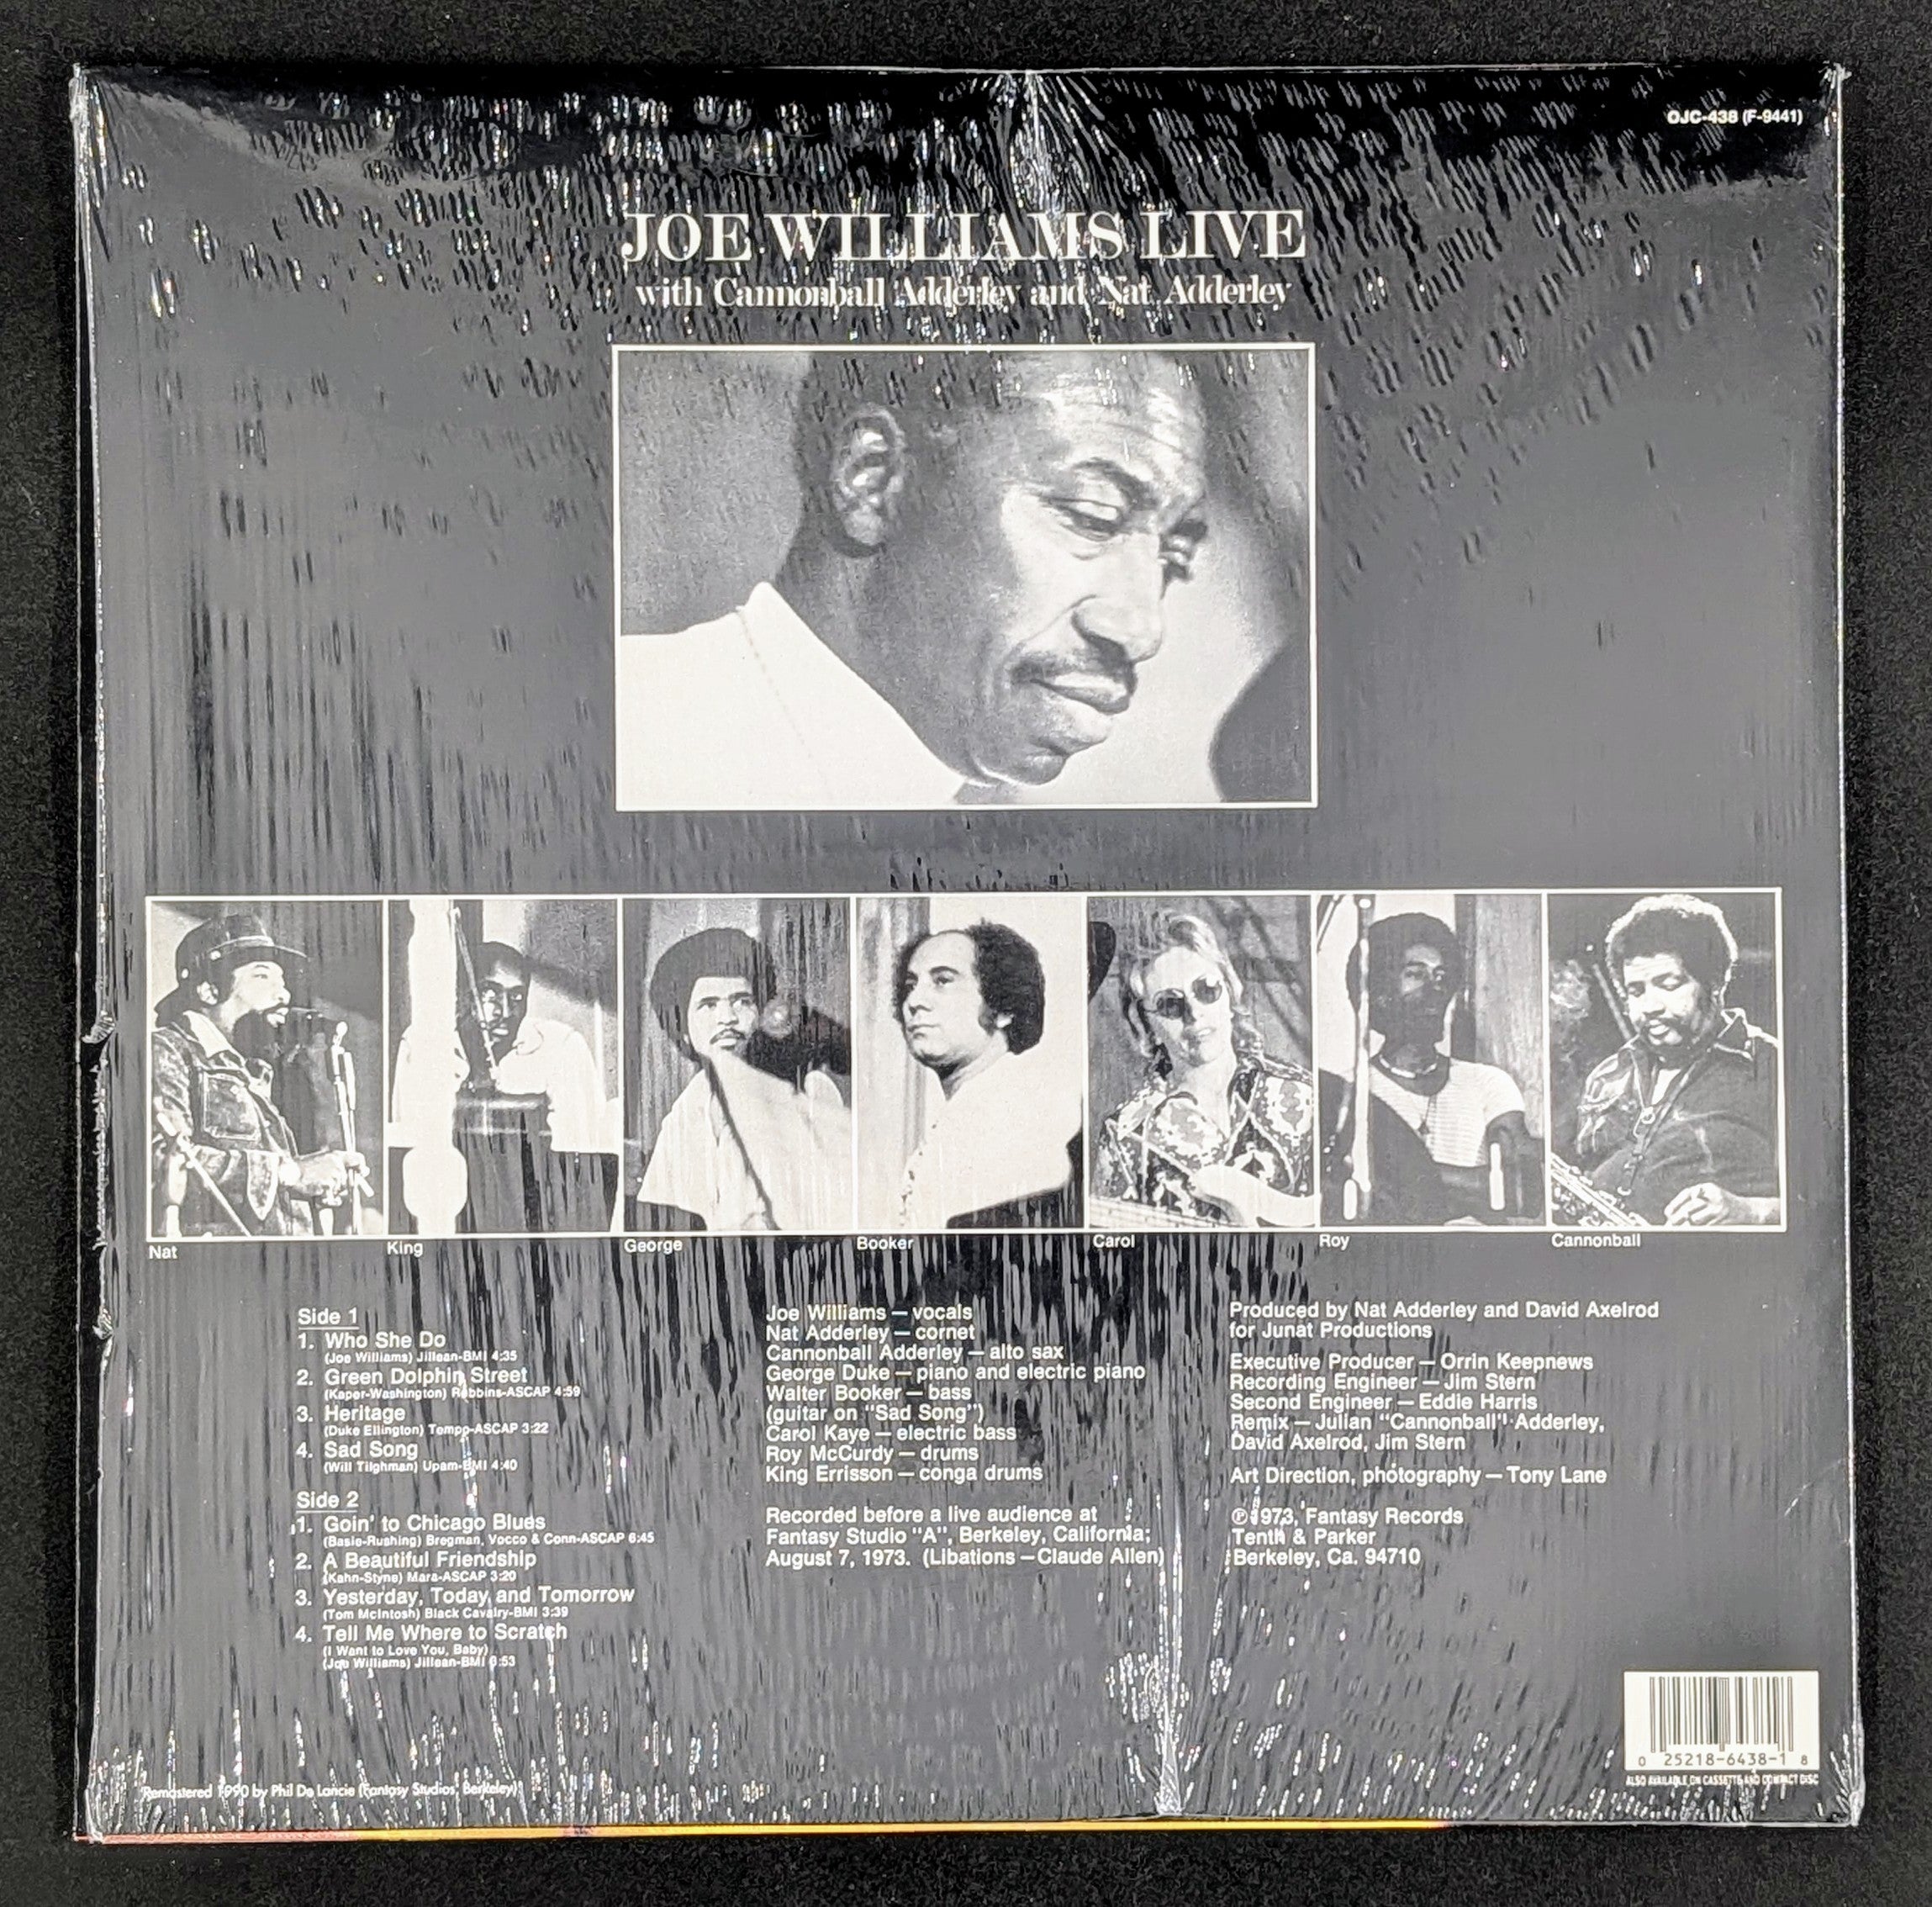 OJC-438 (F-9441)
JOE WILLIAMS LIVE
with Cannonball Adderley and Nat Adderley
Nat
King
George
Booker
Carol
Roy
Cannonball
Side 1
1. Who She Do
(Joe Williams) Jillean-BMI 4:35
2. Green Dolphin Street
(Kaper-Washington) Robbins-ASCAP 4:59
3. Heritage
(Duke Ellington) Tempo-ASCAP 3:22
4. Sad Song
(Will Tilghman) Upam-BMI 4:40
Side 2
1. Goin' to Chicago Blues
(Basie-Rushing) Bregman, Vocco & Conn-ASCAP 6:45
2. A Beautiful Friendship
(Kahn-Styne) Mara-ASCAP 3:20
3. Yesterday, Today and Tomorrow
(Tom McIntosh) Black Cavalry-BMI 3:39
4. Tell Me Where to Scratch
(I Want to Love You, Baby)
(Joe Williams) Jillean-BMI
Joe Williams — vocals
Nat Adderley — cornet
Cannonball Adderley — alto sax
George Duke — piano and electric piano
Walter Booker — bass
(guitar on "Sad Song")
Carol Kaye — electric bass
Roy McCurdy — drums
King Errisson — conga drums
Recorded before a live audience at
Fantasy Studio "A", Berkeley, California;
August 7, 1973. (Libations — Claude Allen)
Produced by Nat Adderley and David Axelrod
for Junat Productions
Executive Producer — Orrin Keepnews
Recording Engineer — Jim Stern
Second Engineer — Eddie Harris
Remix — Julian "Cannonball" Adderley,
David Axelrod, Jim Stern
Art Direction, photography — Tony Lane
℗ 1973, Fantasy Records
Tenth & Parker
Berkeley, Ca. 94710
Remastered 1990 by Phil De Lancie (Fantasy Studios, Berkeley)
0 25218-6438-1 8
ALSO AVAILABLE ON CASSETTE AND COMPACT DISC